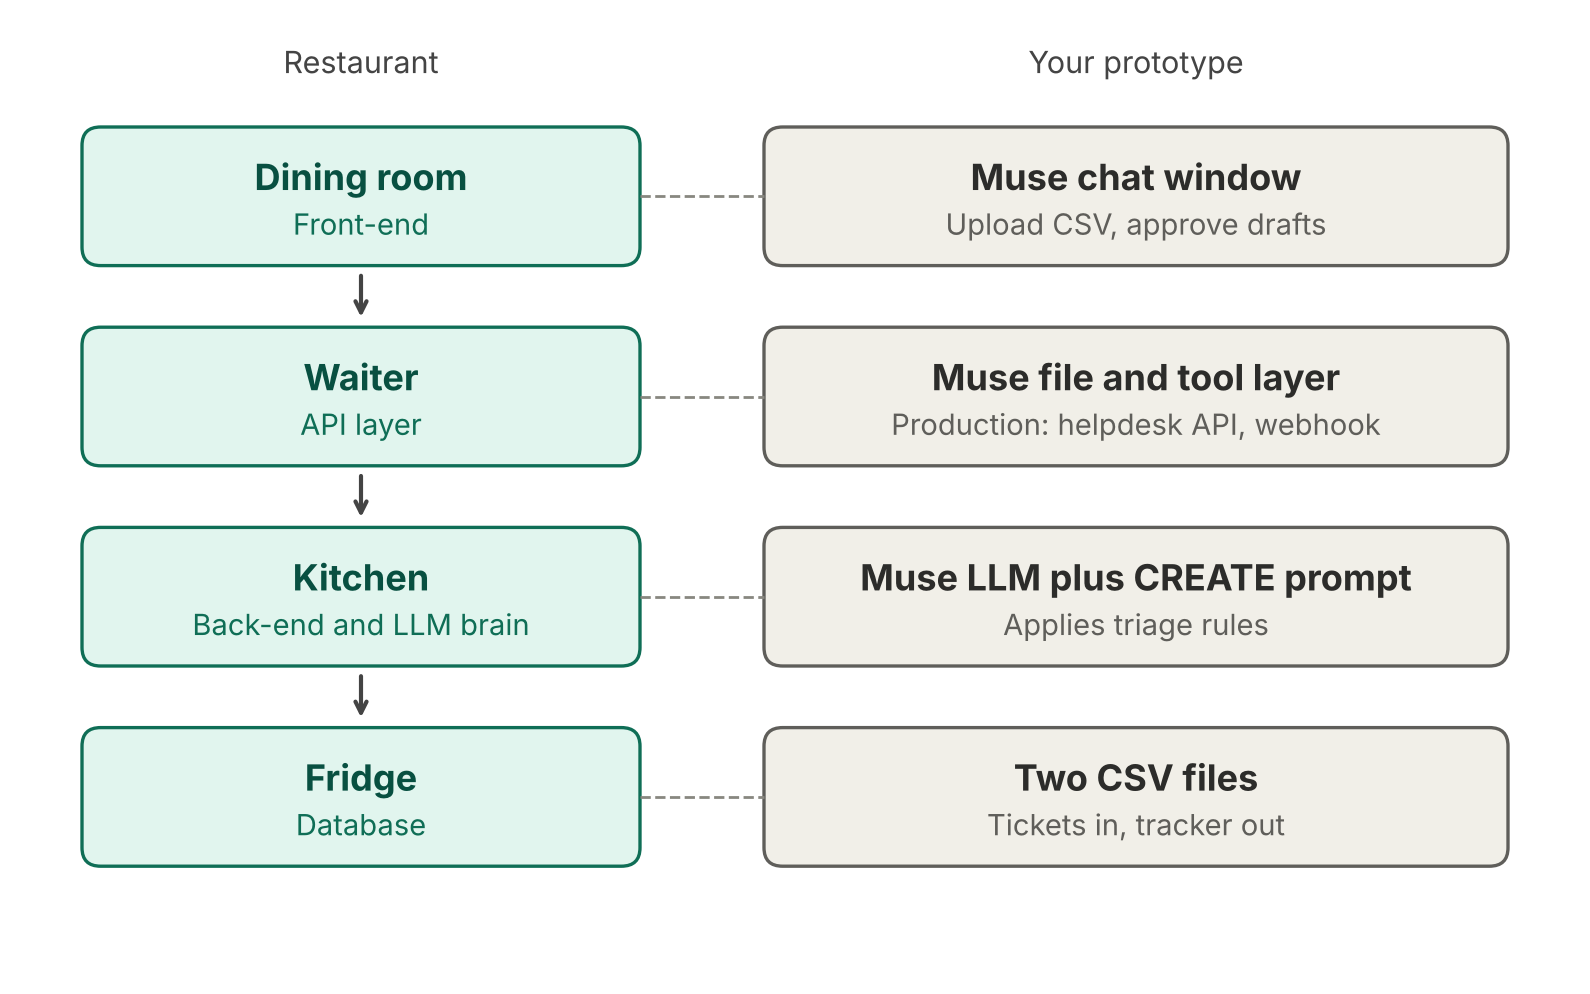 Restaurant
Your prototype
Dining room
Front-end
Muse chat window
Upload CSV, approve drafts
Waiter
API layer
Muse file and tool layer
Production: helpdesk API, webhook
Kitchen
Back-end and LLM brain
Muse LLM plus CREATE prompt
Applies triage rules
Fridge
Database
Two CSV files
Tickets in, tracker out